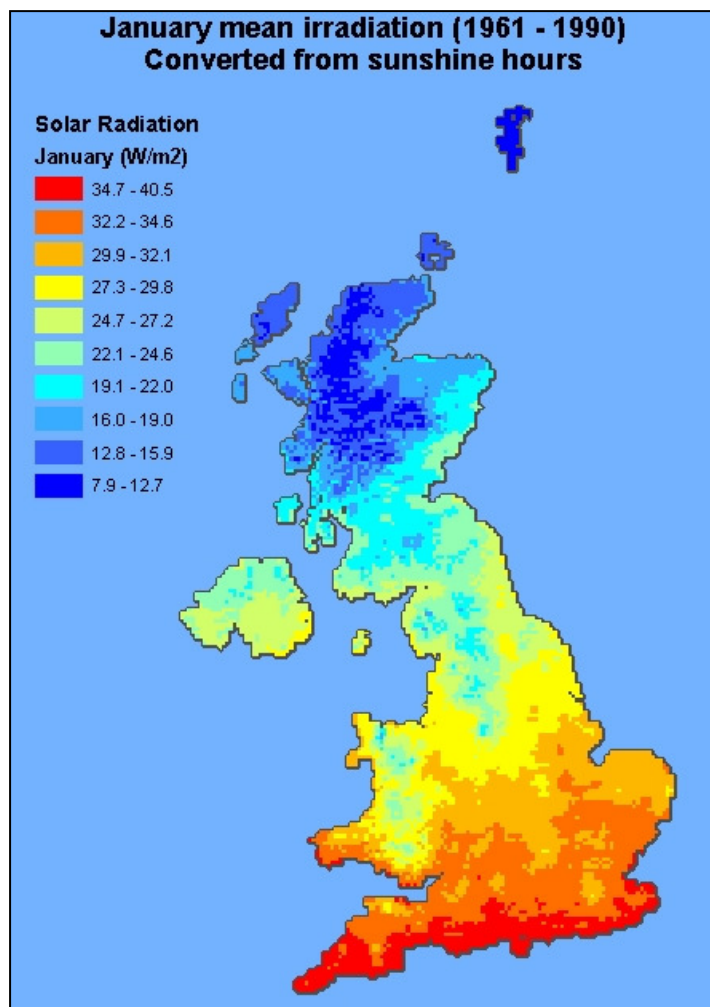 January mean irradiation (1961 - 1990)
Converted from sunshine hours
Solar Radiation
January (W/m2)
34.7 - 40.5
32.2 - 34.6
29.9 - 32.1
27.3 - 29.8
24.7 - 27.2
22.1 - 24.6
19.1 - 22.0
16.0 - 19.0
12.8 - 15.9
7.9 - 12.7